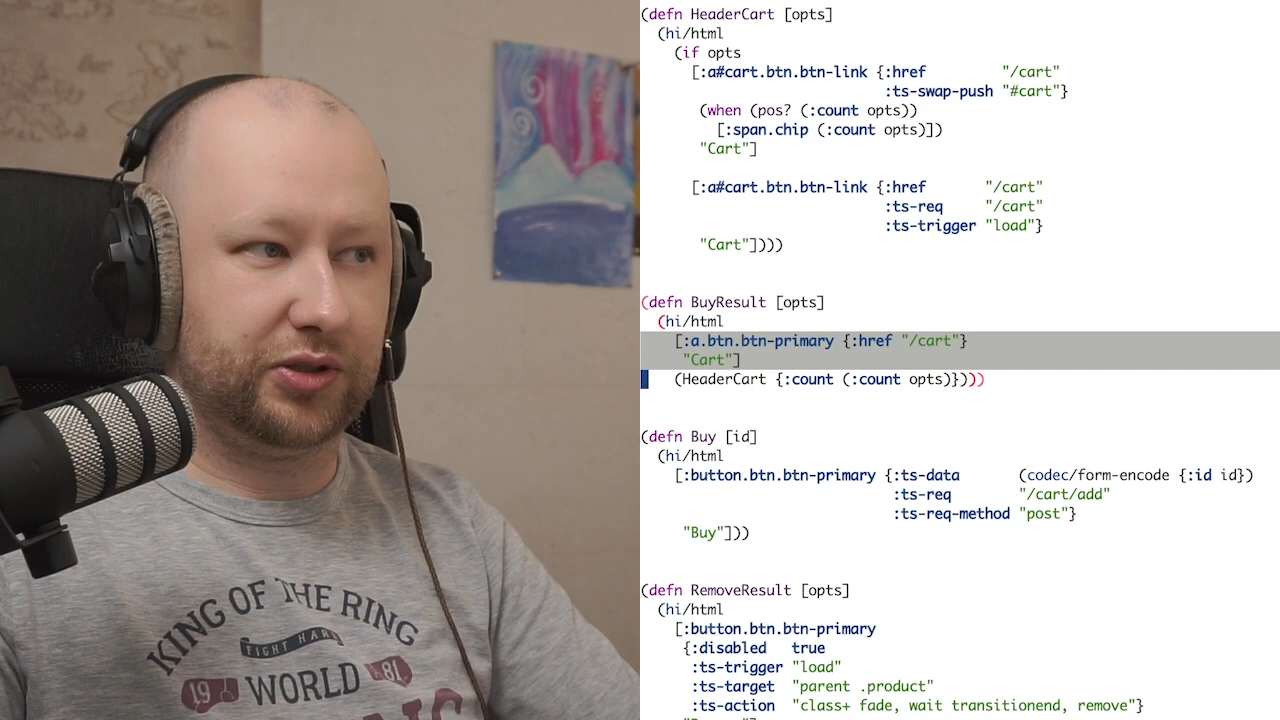 KING OF THE RING
FIGHT HARD
19 WORLD 81
(defn HeaderCart [opts]
  (hi/html
    (if opts
      [:a#cart.btn.btn-link {:href         "/cart"
                             :ts-swap-push "#cart"}
       (when (pos? (:count opts))
         [:span.chip (:count opts)])
       "Cart"]

      [:a#cart.btn.btn-link {:href       "/cart"
                             :ts-req     "/cart"
                             :ts-trigger "load"}
       "Cart"])))

(defn BuyResult [opts]
  (hi/html
    [:a.btn.btn-primary {:href "/cart"}
     "Cart"]
    (HeaderCart {:count (:count opts)})))

(defn Buy [id]
  (hi/html
    [:button.btn.btn-primary {:ts-data       (codec/form-encode {:id id})
                              :ts-req        "/cart/add"
                              :ts-req-method "post"}
     "Buy"]))

(defn RemoveResult [opts]
  (hi/html
    [:button.btn.btn-primary
     {:disabled   true
      :ts-trigger "load"
      :ts-target  "parent .product"
      :ts-action  "class+ fade, wait transitionend, remove"}